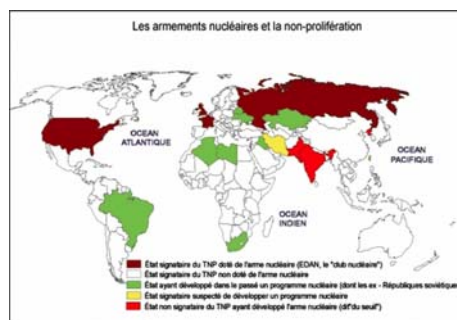 Les armements nucléaires et la non-prolifération
OCEAN
ATLANTIQUE
OCEAN
PACIFIQUE
OCEAN
INDIEN
État signataire du TNP doté de l'arme nucléaire (EDAN, le "club nucléaire")
État signataire du TNP non doté de l'arme nucléaire
État ayant développé dans le passé un programme nucléaire (dont les ex - Républiques soviétique
État signataire suspecté de développer un programme nucléaire
État non signataire du TNP ayant développé l'arme nucléaire (dit"du seuil")